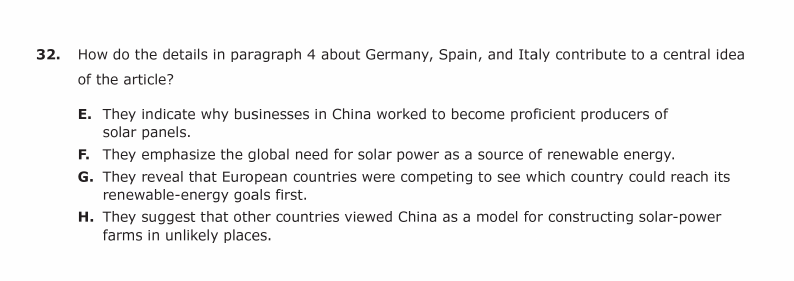 32. How do the details in paragraph 4 about Germany, Spain, and Italy contribute to a central idea
of the article?
E. They indicate why businesses in China worked to become proficient producers of
solar panels.
F. They emphasize the global need for solar power as a source of renewable energy.
G. They reveal that European countries were competing to see which country could reach its
renewable-energy goals first.
H. They suggest that other countries viewed China as a model for constructing solar-power
farms in unlikely places.